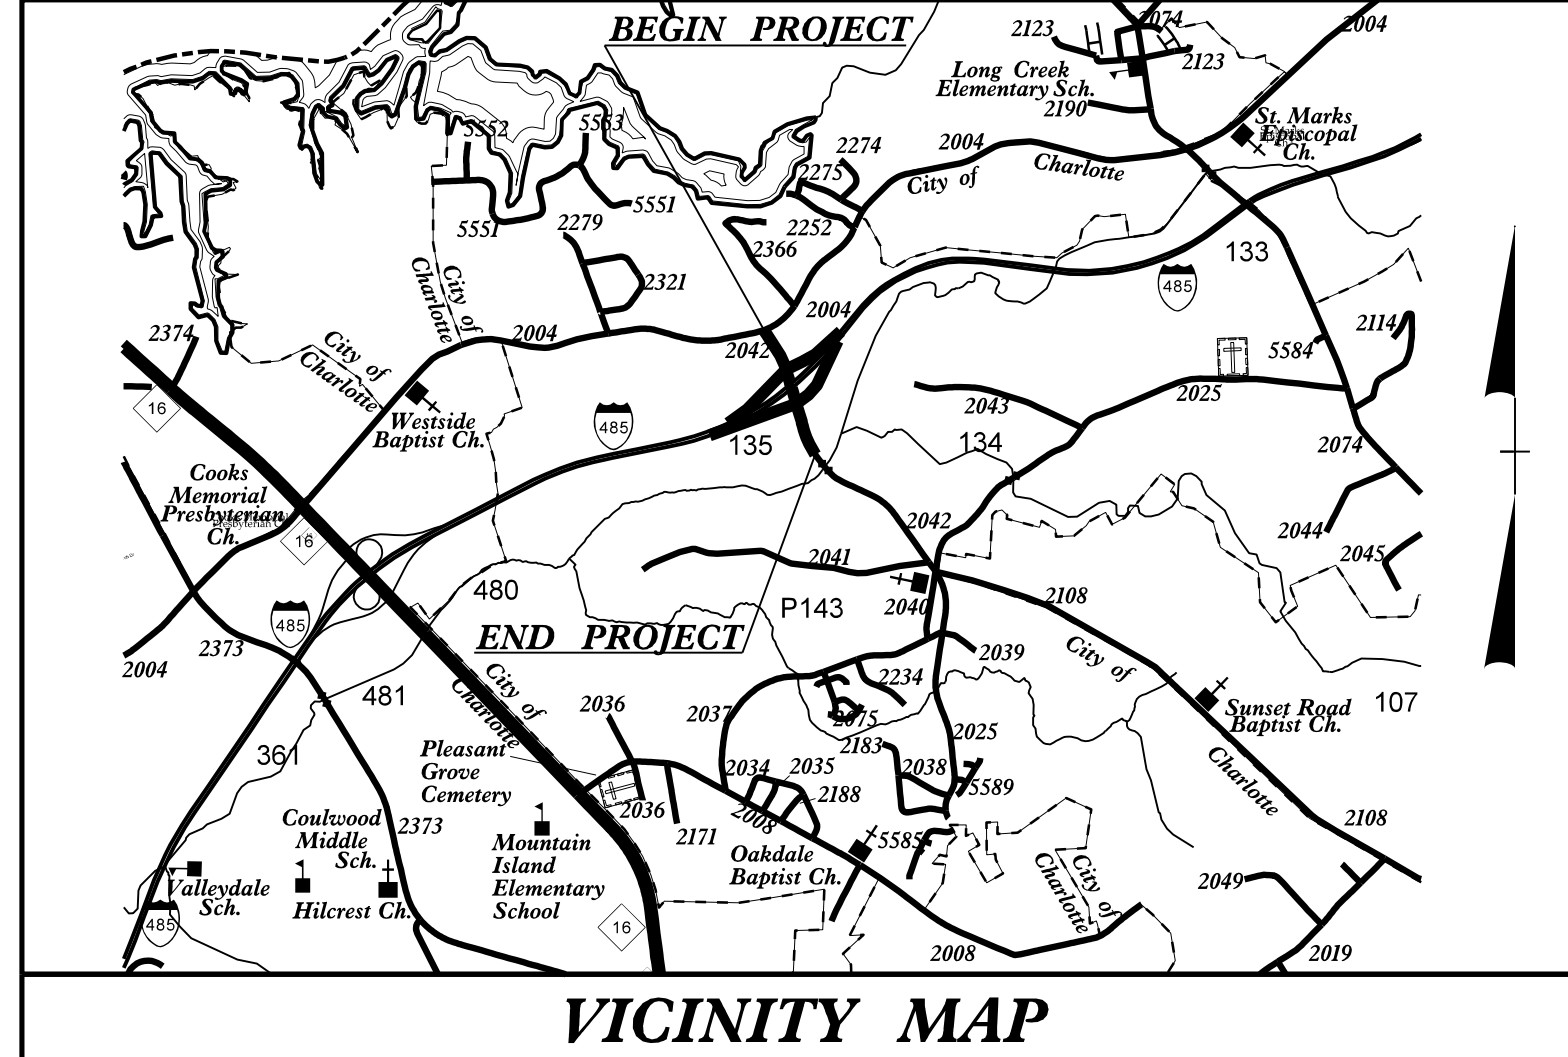 BEGIN PROJECT
2123
2074
2004
2123
Long Creek
Elementary Sch.
2190
St. Marks
Episcopal
Ch.
5552
5553
2274
2004
Charlotte
City of
2275
5551
5551
2279
2252
2366
133
485
2321
City of
Charlotte
2374
2004
2004
2042
City of
Charlotte
2114
5584
16
2025
2043
Westside
Baptist Ch.
485
135
134
2074
Cooks
Memorial
Presbyterian
Ch.
16
2042
2044
2045
2041
480
P143
2040
2108
485
END PROJECT
2373
2004
2039
City of
2234
481
City of
Charlotte
2036
2037
2075
Sunset Road
Baptist Ch.
107
2025
2183
361
Pleasant
Grove
Cemetery
2034
2035
2038
5589
Charlotte
2188
2036
2008
2108
Coulwood
Middle
Sch.
2373
2171
5585
Mountain
Island
Elementary
School
Oakdale
Baptist Ch.
City of
Charlotte
2049
Valleydale
Sch.
Hilcrest Ch.
485
16
2008
2019
VICINITY MAP